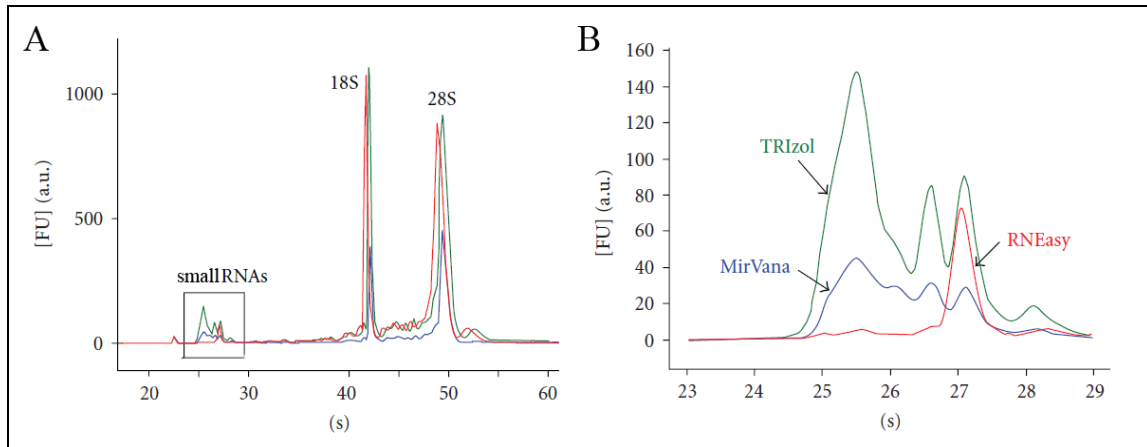 A
[FU] (a.u.)
1000
500
0
18S
28S
small RNAs
20 30 40 50 60
(s)
B
[FU] (a.u.)
160
140
120
100
80
60
40
20
0
TRIzol
MirVana
RNEasy
23 24 25 26 27 28 29
(s)